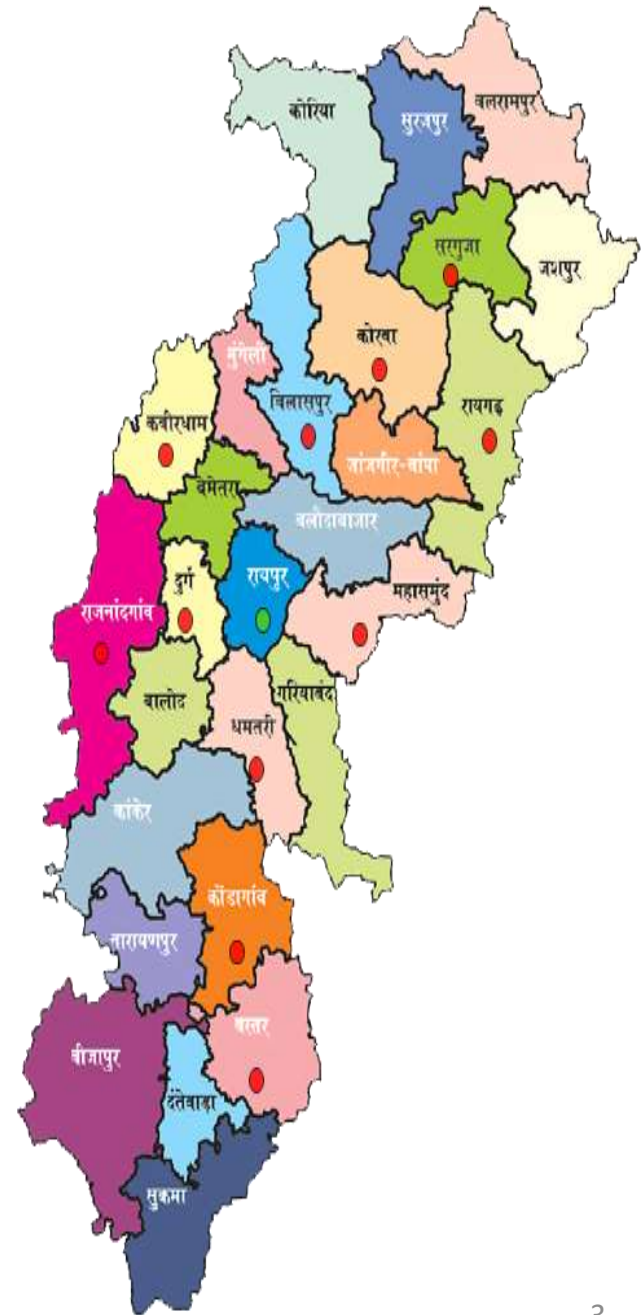 कोरिया
सुरजपुर
बलरामपुर
सरगुजा
जशपुर
कोरबा
मुंगेली
बिलासपुर
रायगढ़
कबीरधाम
जांजगीर-चांपा
बेमेतरा
बलौदाबाजार
दुर्ग
रायपुर
महासमुंद
राजनांदगांव
बालोद
गरियाबंद
धमतरी
कांकेर
कोंडागांव
नारायणपुर
बस्तर
बीजापुर
दंतेवाड़ा
सुकमा
3